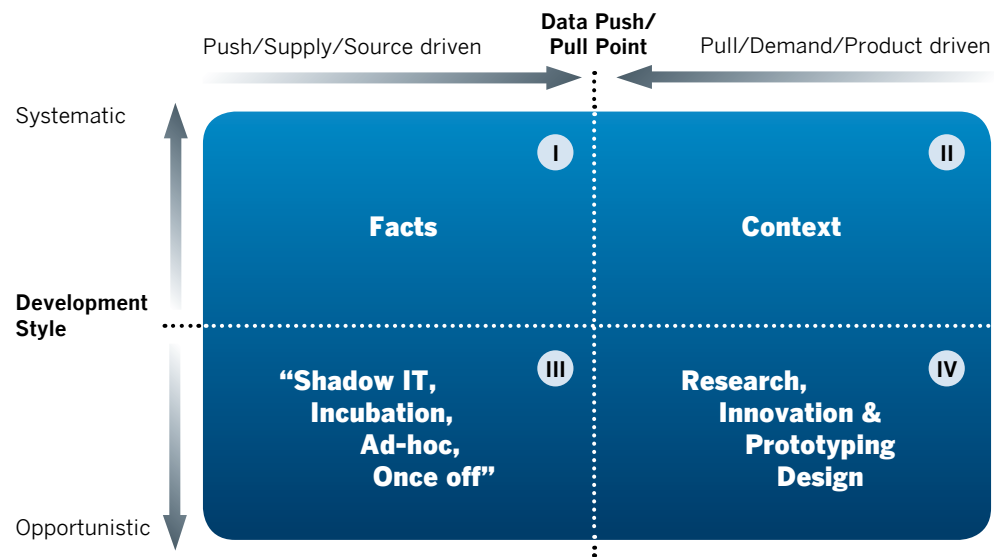 Data Push/
Pull Point
Push/Supply/Source driven
Pull/Demand/Product driven
Systematic
I
II
Facts
Context
Development
Style
III
IV
“Shadow IT,
Incubation,
Ad-hoc,
Once off”
Research,
Innovation &
Prototyping
Design
Opportunistic